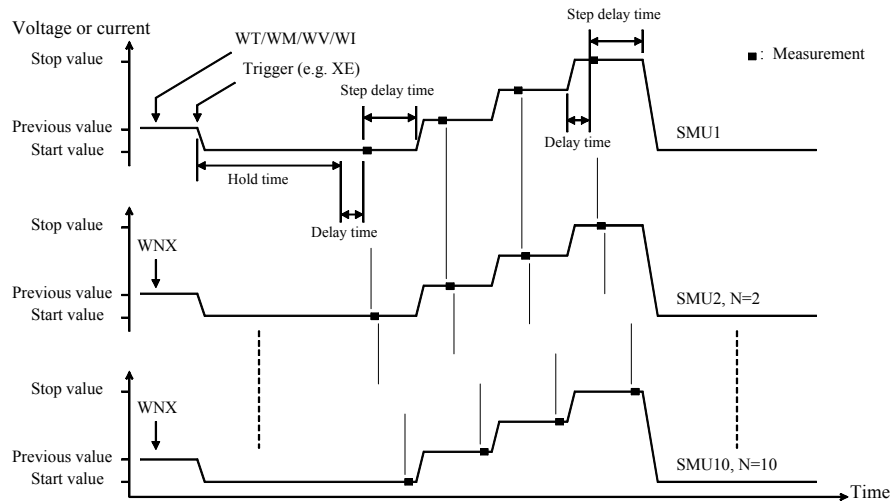 Voltage or current
Step delay time
WT/WM/WV/WI
■: Measurement
Stop value
Trigger (e.g. XE)
Step delay time
Previous value
Start value
Delay time
SMU1
Hold time
Delay time
Stop value
WNX
Previous value
Start value
SMU2, N=2
Stop value
WNX
Previous value
Start value
SMU10, N=10
Time